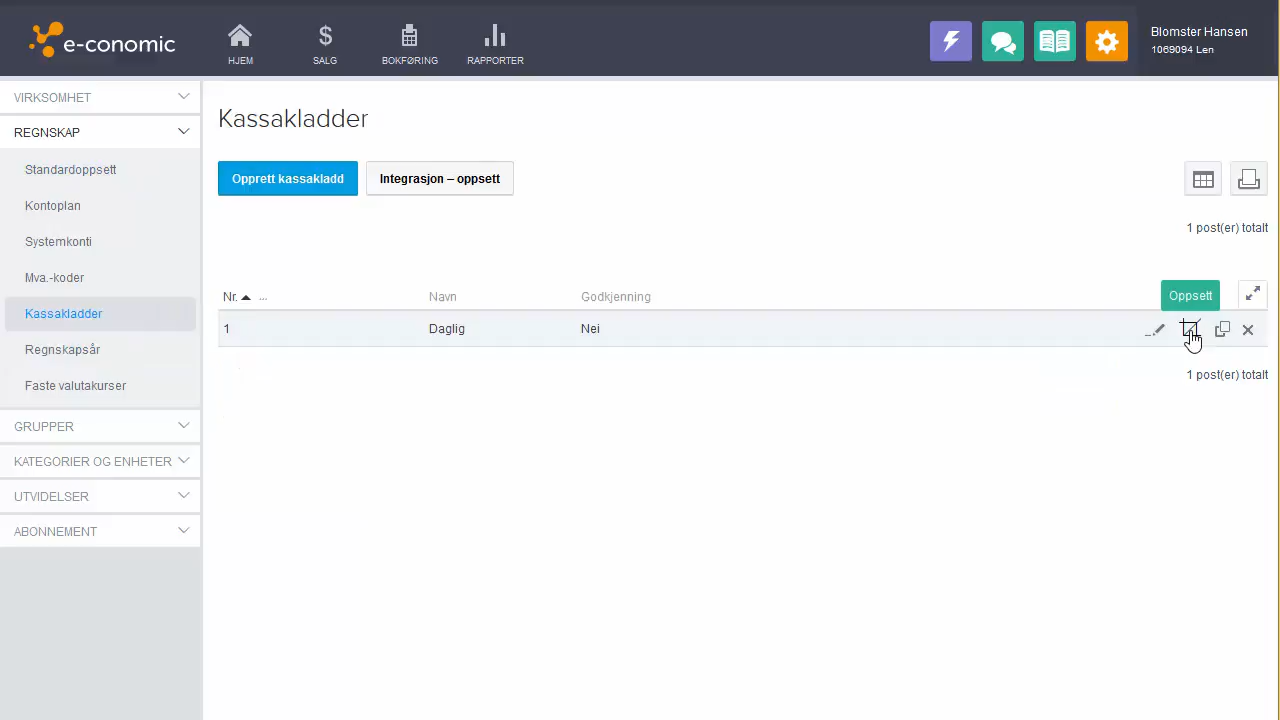 e-conomic
HJEM
SALG
BOKFØRING
RAPPORTER
Blomster Hansen
1069094 Len
VIRKSOMHET
REGNSKAP
Standardoppsett
Kontoplan
Systemkonti
Mva.-koder
Kassakladder
Regnskapsår
Faste valutakurser
GRUPPER
KATEGORIER OG ENHETER
UTVIDELSER
ABONNEMENT
Kassakladder
Opprett kassakladd
Integrasjon – oppsett
1 post(er) totalt
Nr. ... Navn Godkjenning
Oppsett
1 Daglig Nei
1 post(er) totalt